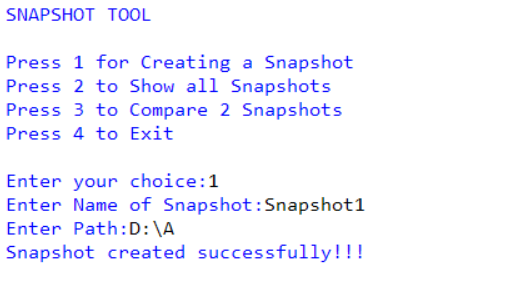 SNAPSHOT TOOL
Press 1 for Creating a Snapshot
Press 2 to Show all Snapshots
Press 3 to Compare 2 Snapshots
Press 4 to Exit
Enter your choice:1
Enter Name of Snapshot:Snapshot1
Enter Path:D:\A
Snapshot created successfully!!!